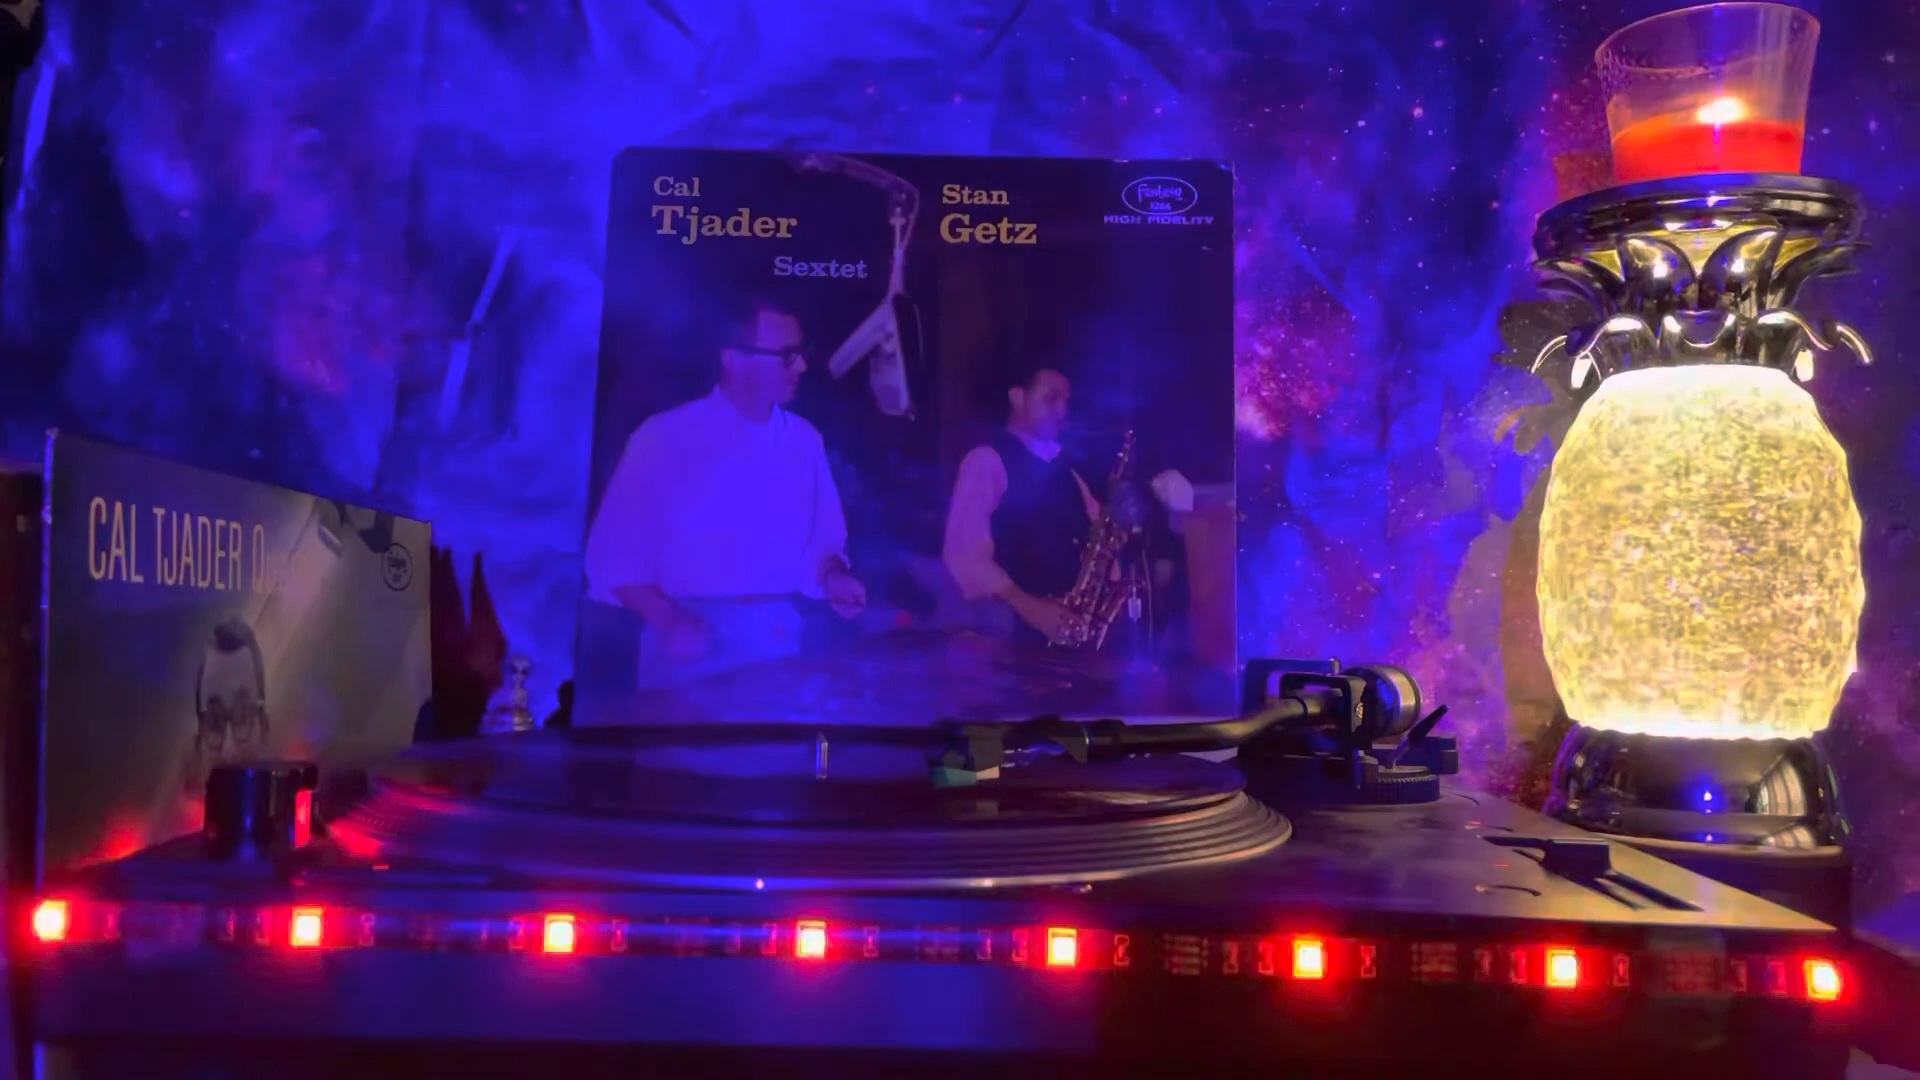 Cal
Tjader
Sextet
Stan
Getz
Fantasy
HIGH FIDELITY
CAL TJADER